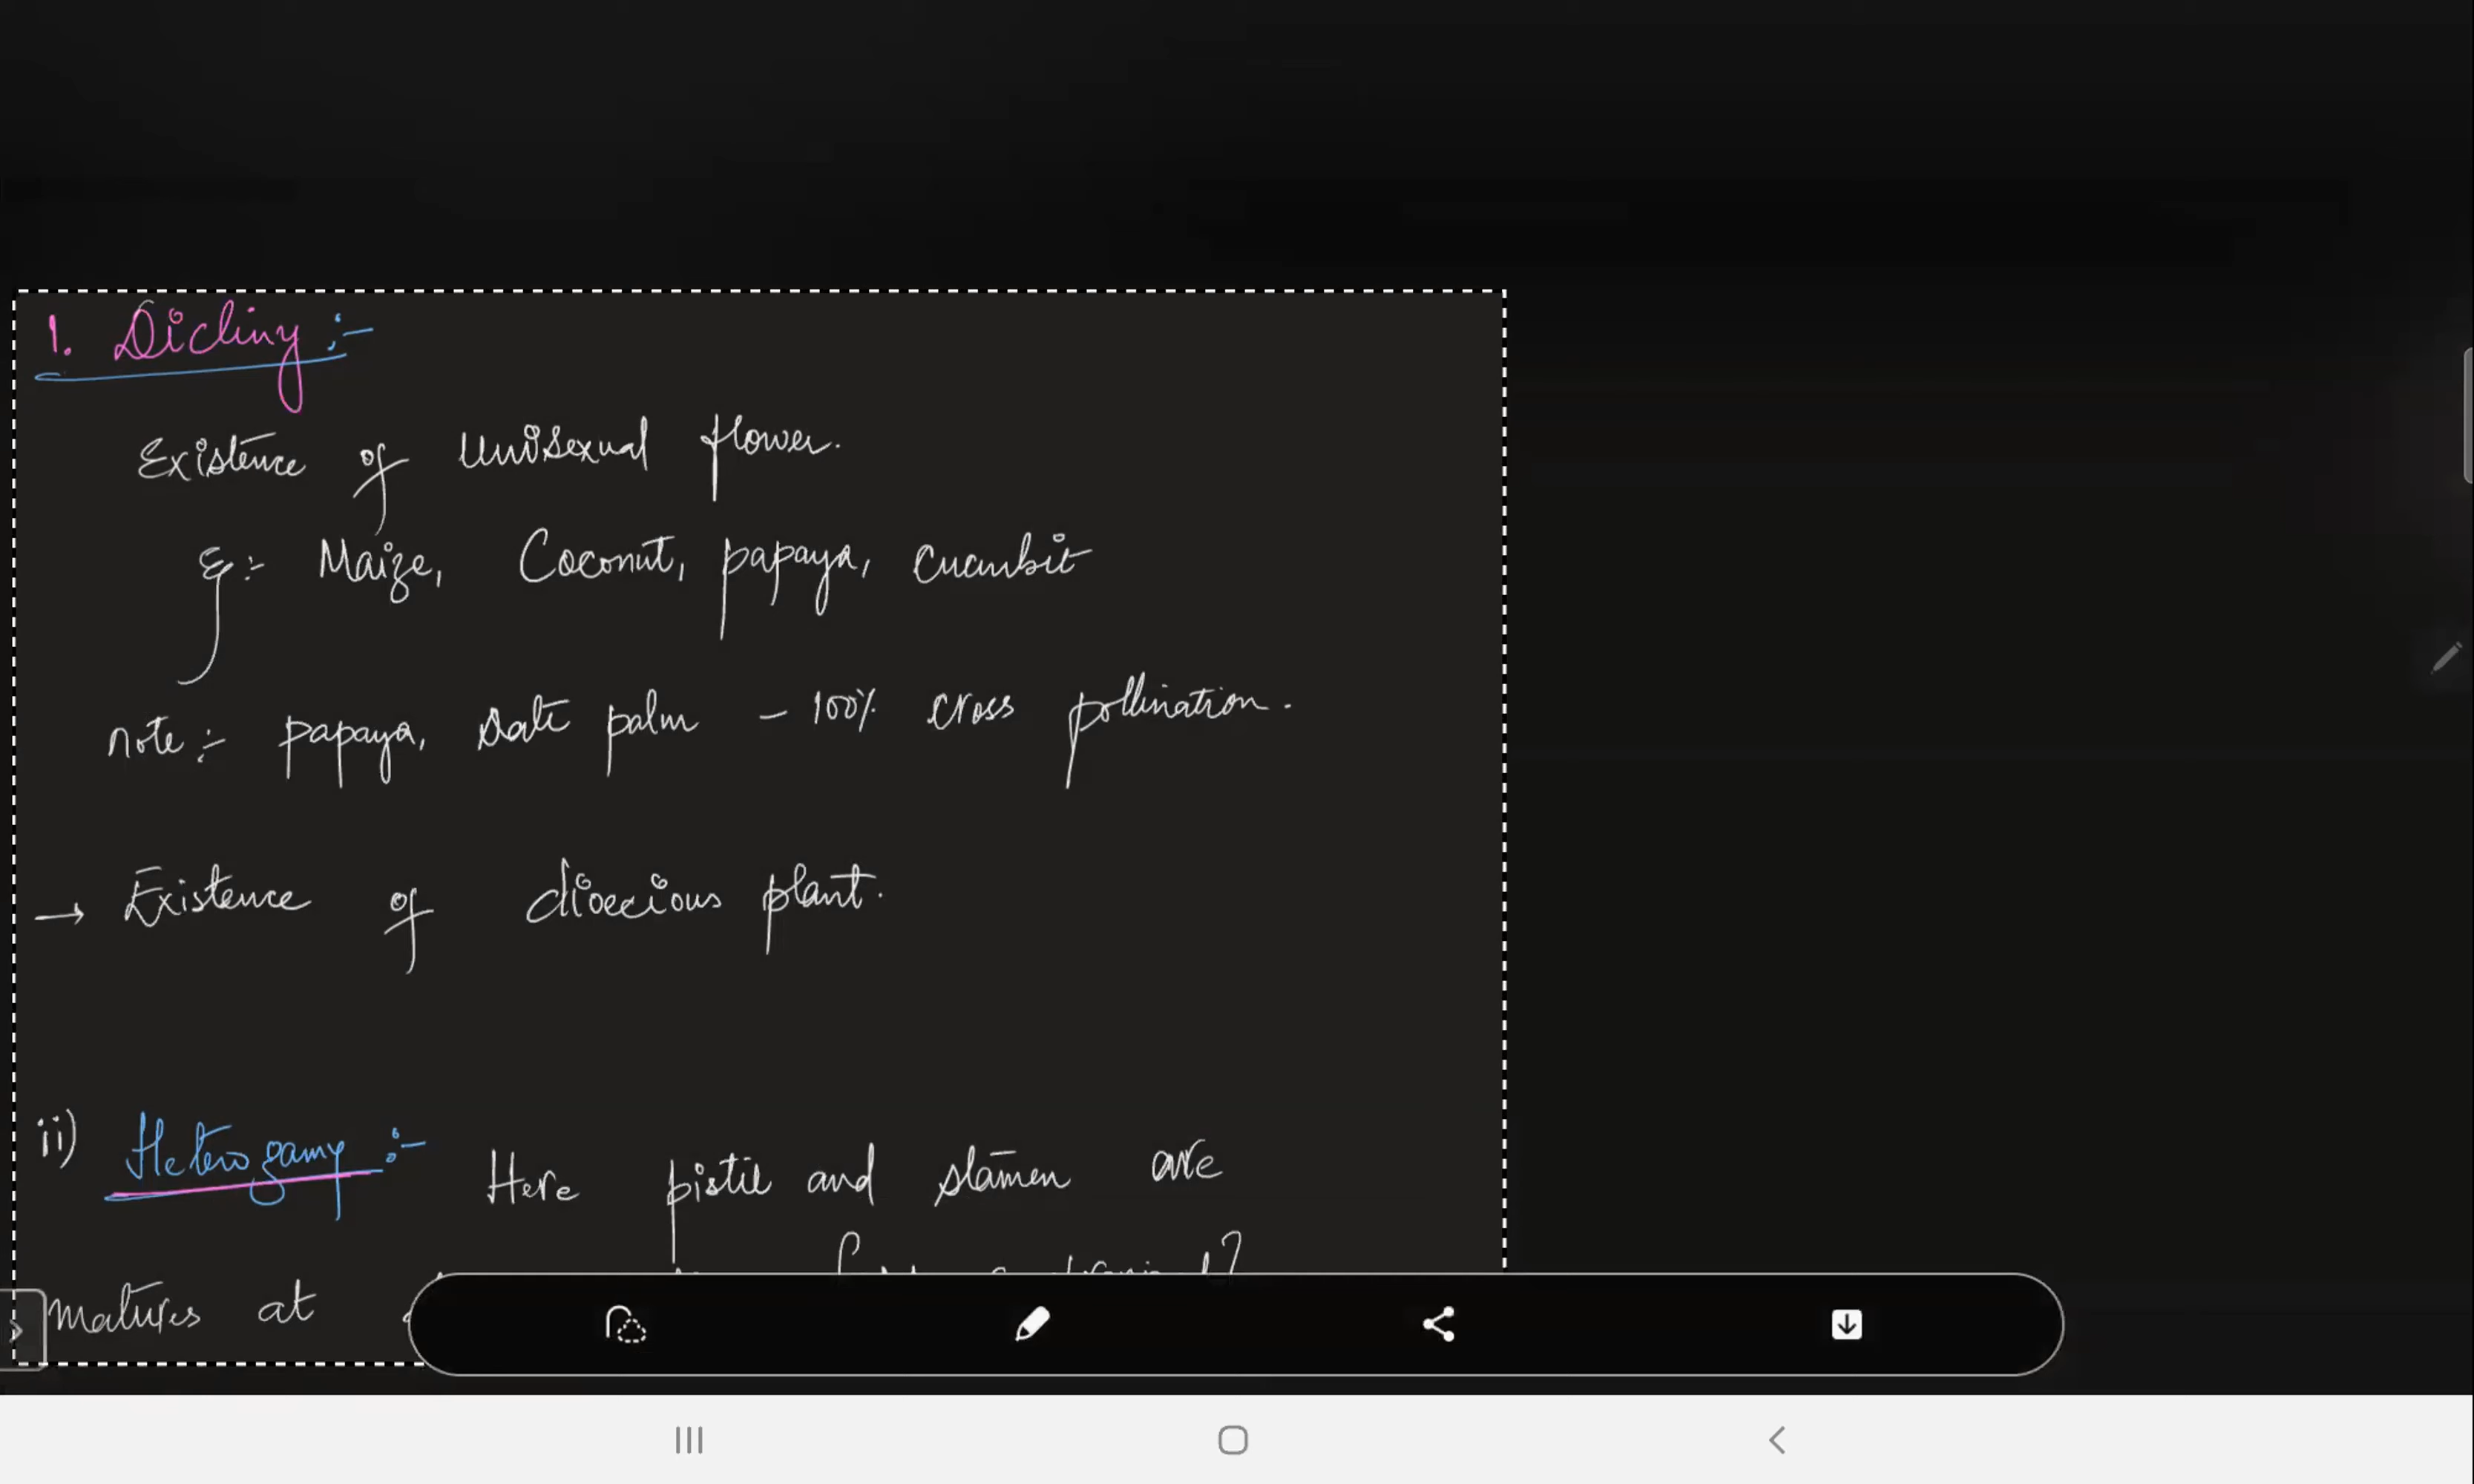 1. Dicliny :-
Existence of Unisexual flower.
Eg:- Maize, Coconut, papaya, cucurbit
note :- papaya, Date palm - 100% cross pollination.
→ Existence of dioecious plant.
ii) Heterogamy :- Here pistil and stamen are
matures at